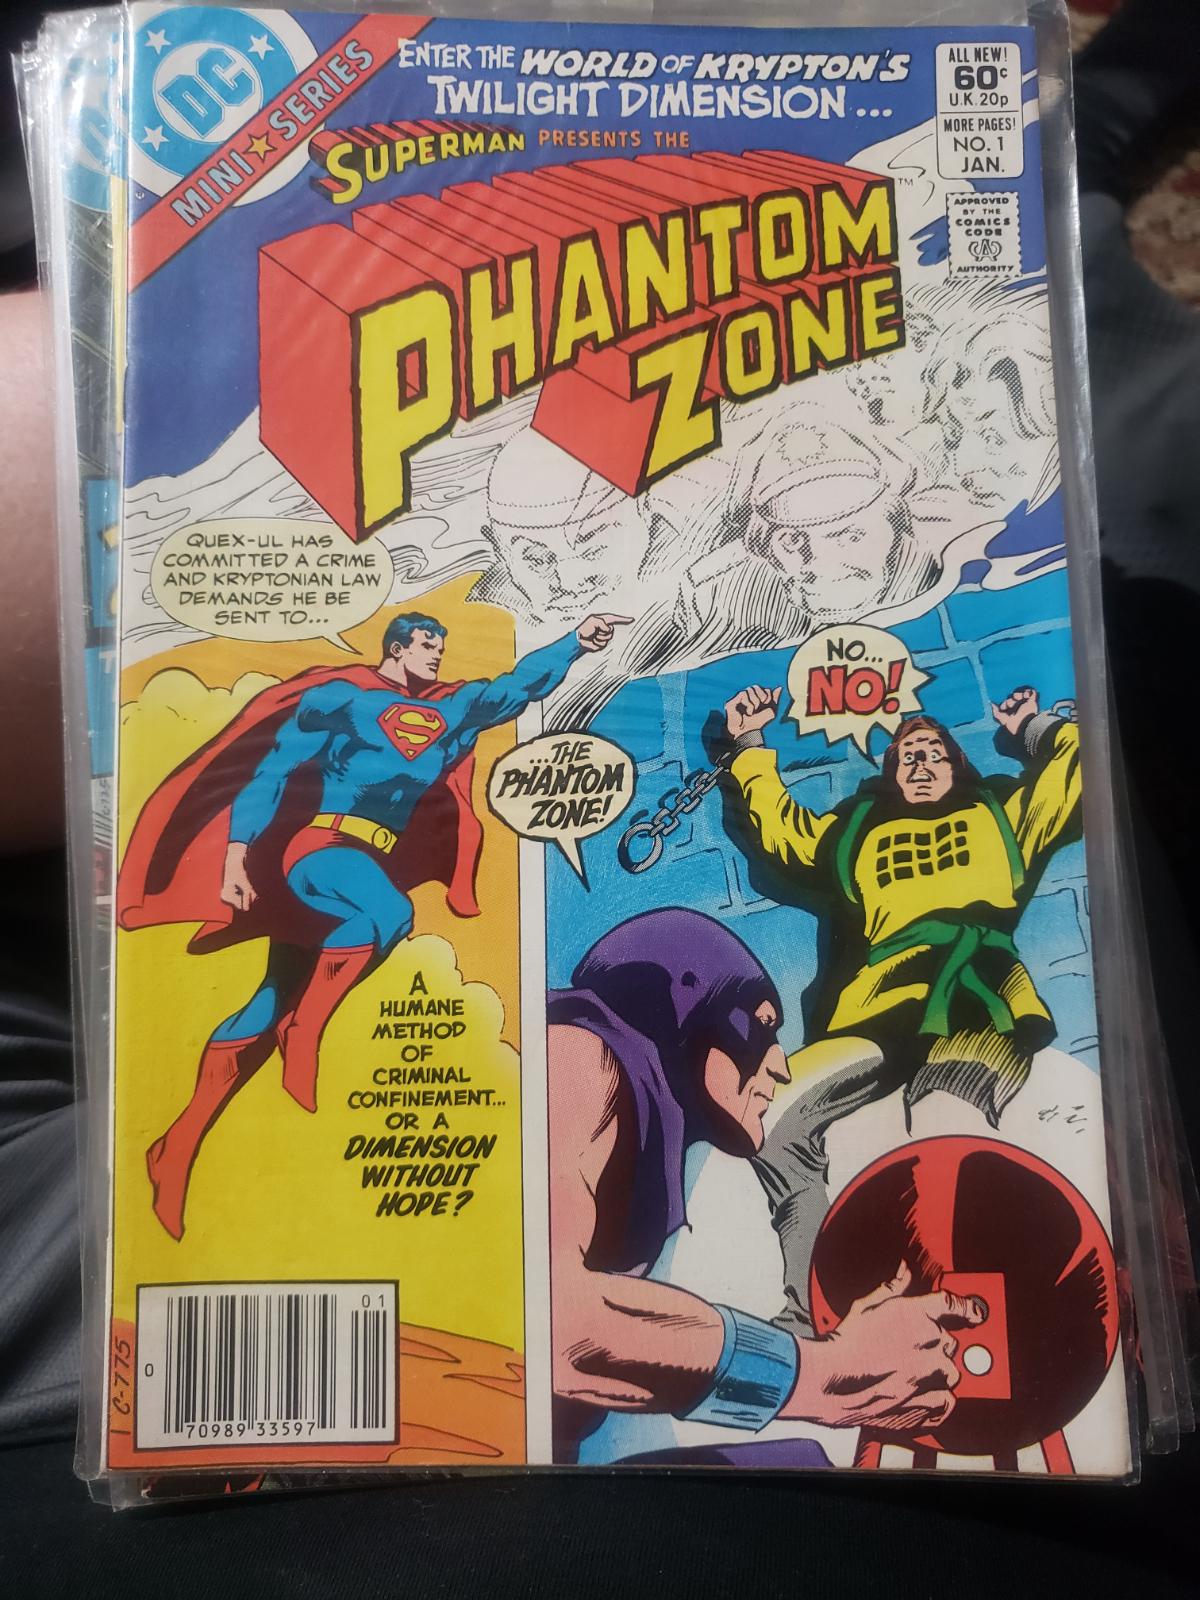 DC
MINI SERIES
ENTER THE WORLD OF KRYPTON'S
TWILIGHT DIMENSION...
SUPERMAN PRESENTS THE
PHANTOM
ZONE
™
ALL NEW!
60¢
U.K. 20p
MORE PAGES!
NO. 1
JAN.
APPROVED
BY THE
COMICS
CODE
CA
AUTHORITY
QUEX-UL HAS
COMMITTED A CRIME
AND KRYPTONIAN LAW
DEMANDS HE BE
SENT TO...
NO...
NO!
...THE
PHANTOM
ZONE!
S
A
HUMANE
METHOD
OF
CRIMINAL
CONFINEMENT...
OR A
DIMENSION
WITHOUT
HOPE?
01
0
70989 33597
C-775